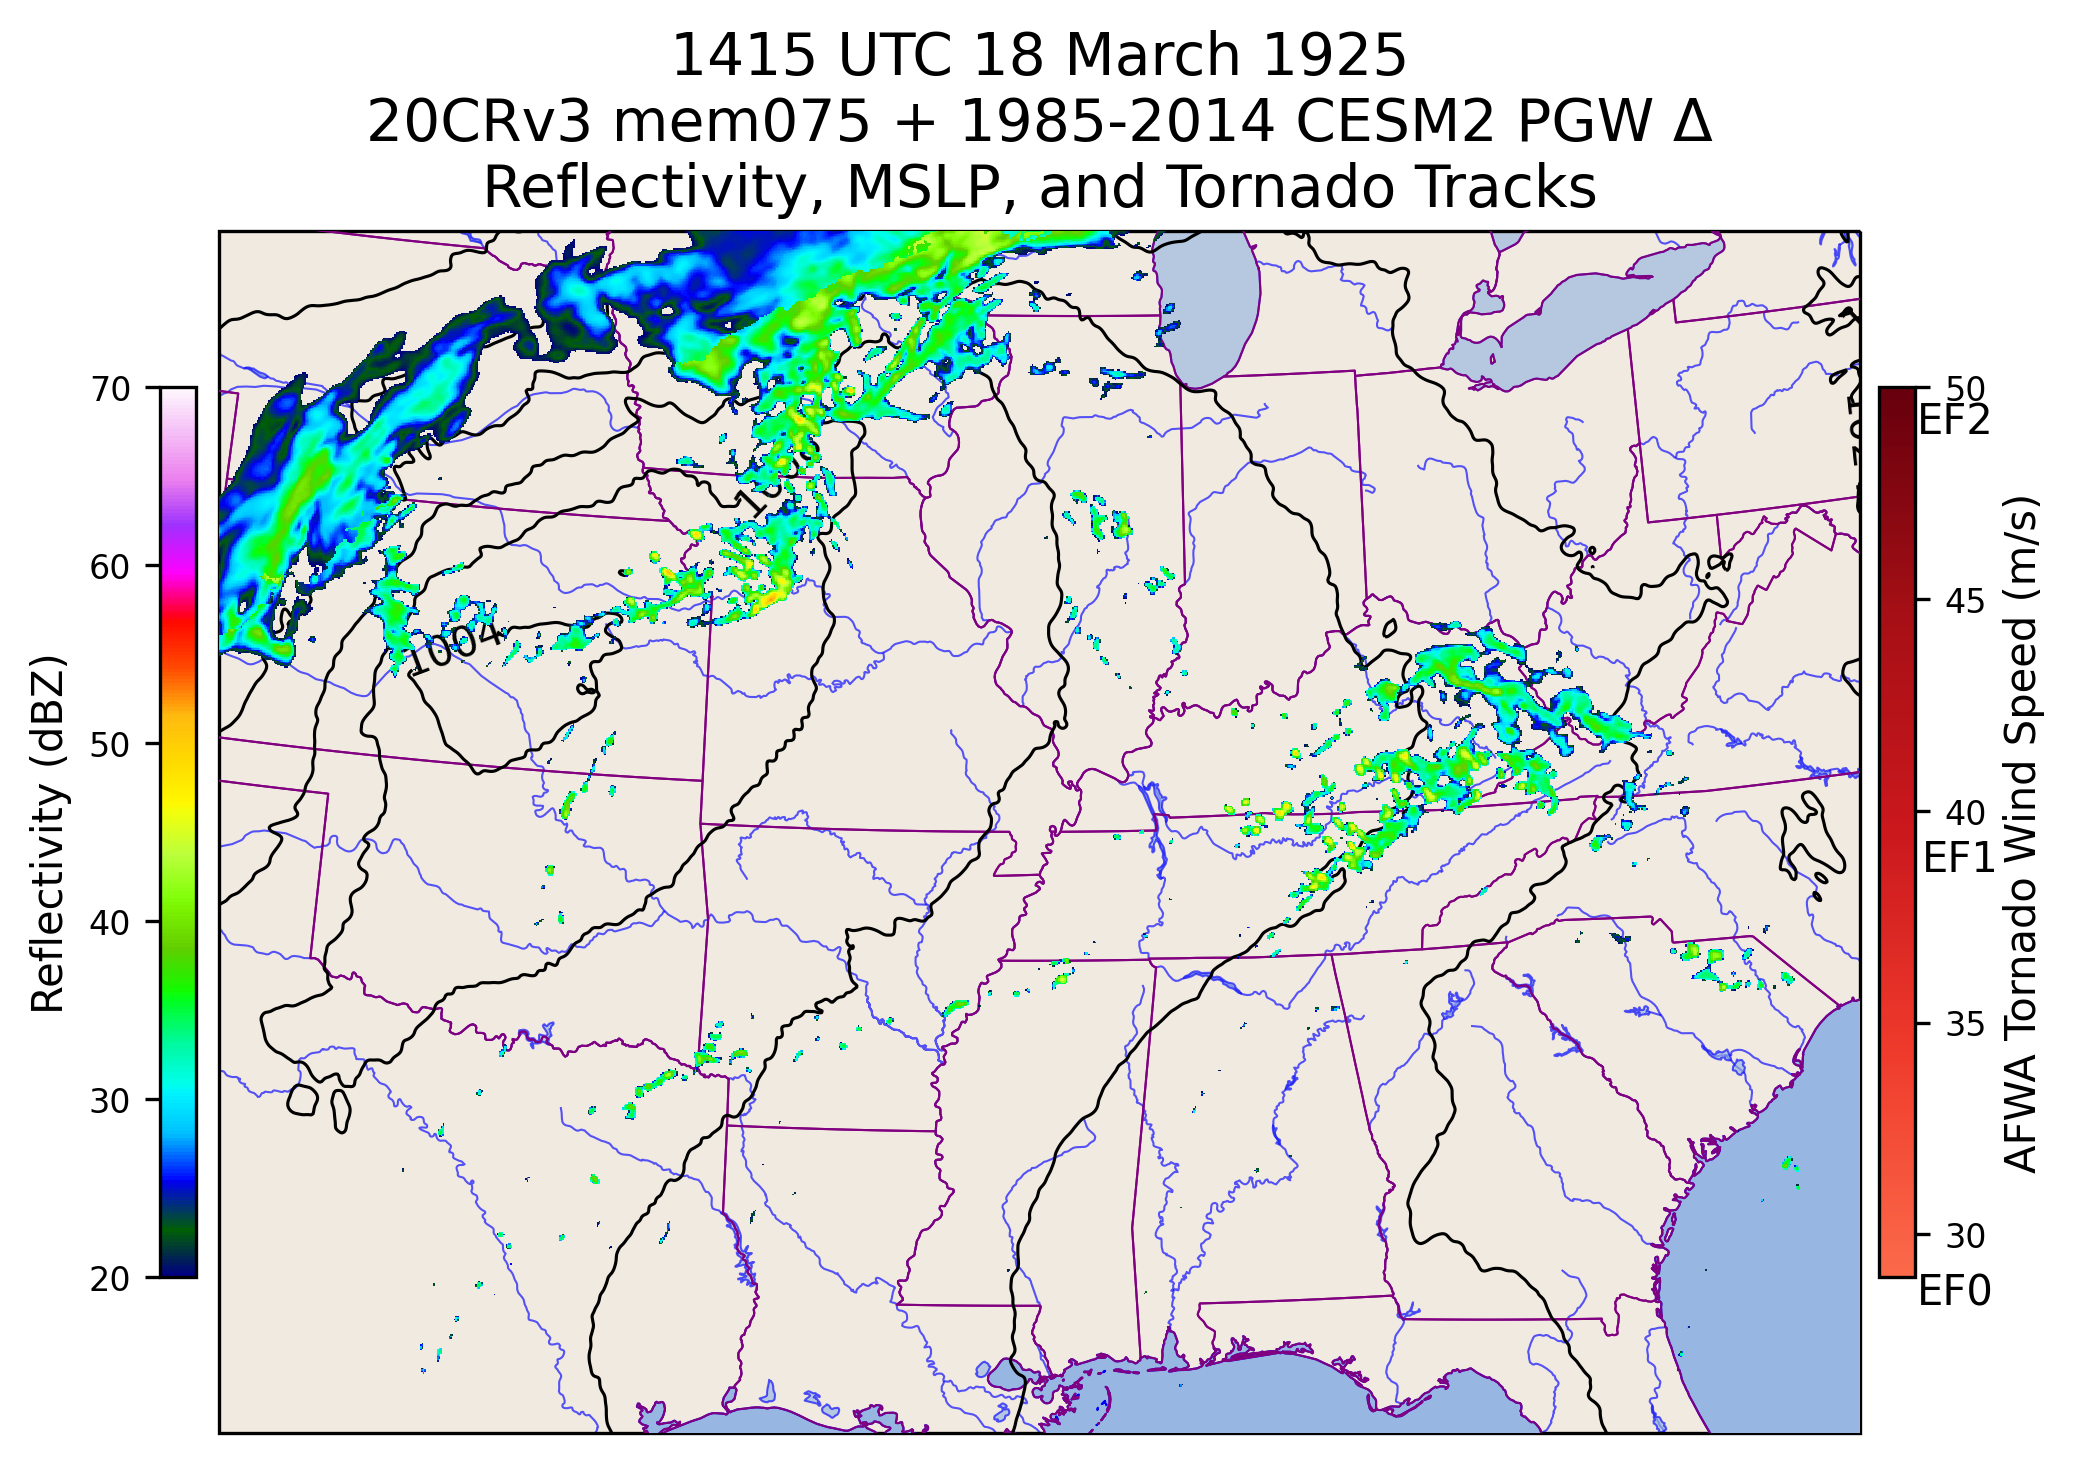 1415 UTC 18 March 1925
20CRv3 mem075 + 1985-2014 CESM2 PGW Δ
Reflectivity, MSLP, and Tornado Tracks
70
60
50
40
30
20
Reflectivity (dBZ)
1004
50
EF2
45
40
EF1
35
30
EF0
AFWA Tornado Wind Speed (m/s)